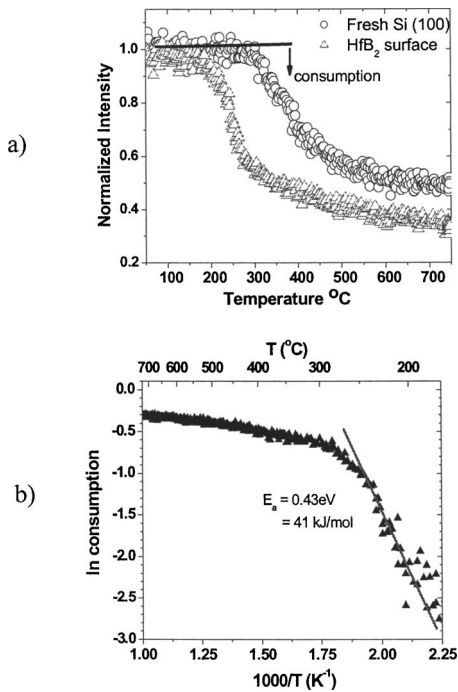 a)
Normalized Intensity
1.0
0.8
0.6
0.4
0.2
Fresh Si (100)
HfB₂ surface
consumption
100 200 300 400 500 600 700
Temperature °C
b)
T (°C)
700 600 500 400 300 200
ln consumption
0.0
-0.5
-1.0
-1.5
-2.0
-2.5
-3.0
Eₐ = 0.43eV
= 41 kJ/mol
1.00 1.25 1.50 1.75 2.00 2.25
1000/T (K⁻¹)